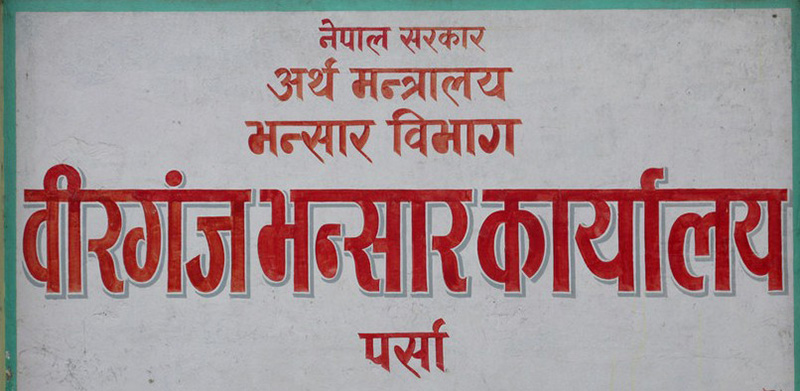 नेपाल सरकार
अर्थ मन्त्रालय
भन्सार विभाग
वीरगंज भन्सार कार्यालय
पर्सा